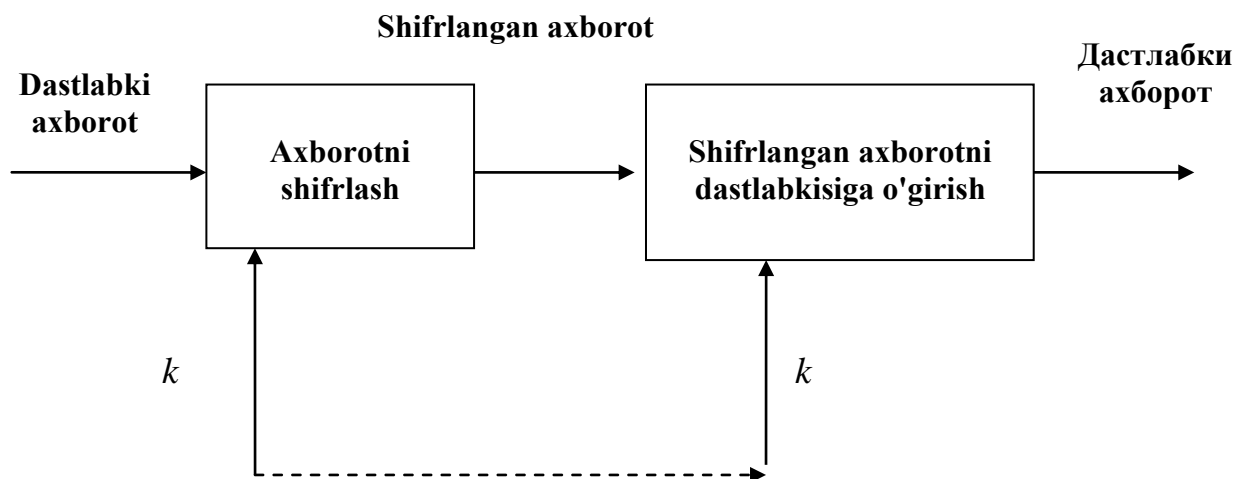 Shifrlangan axborot
Dastlabki
axborot
Дастлабки
ахборот
Axborotni
shifrlash
Shifrlangan axborotni
dastlabkisiga o'girish
k
k